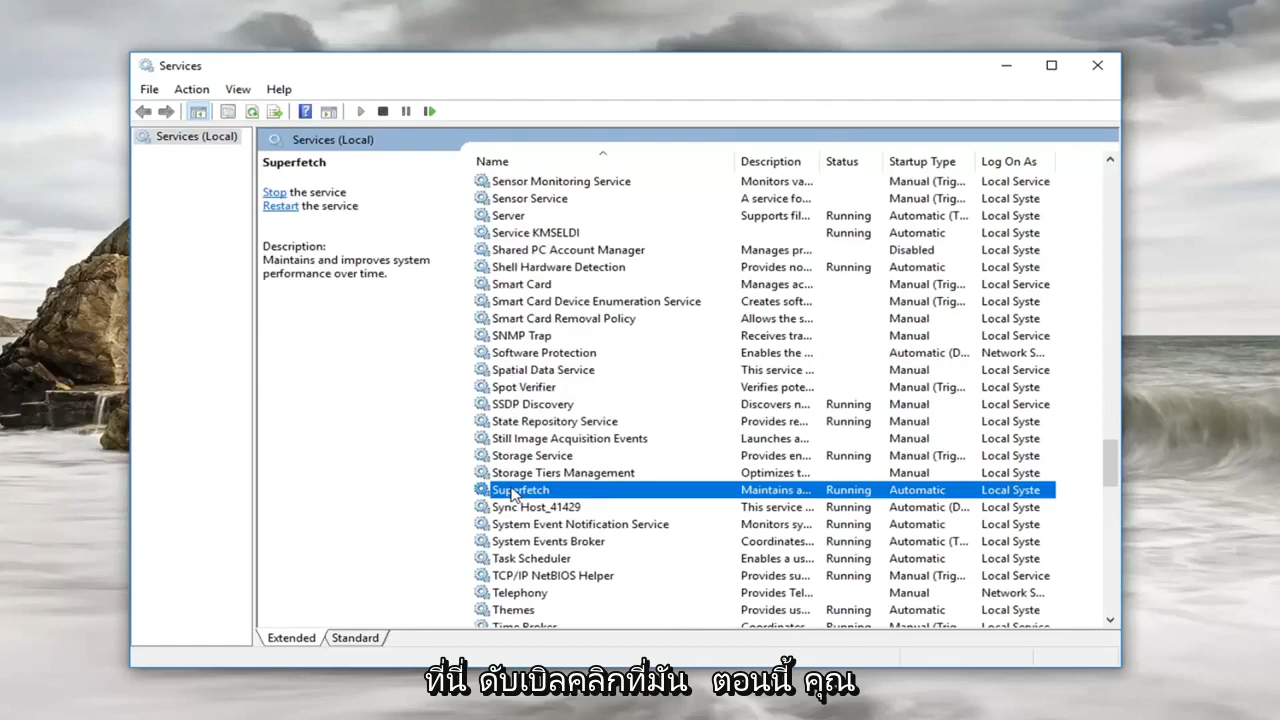 Services
File Action View Help
Services (Local)
Services (Local)
Superfetch
Stop the service
Restart the service
Description:
Maintains and improves system
performance over time.
Name Description Status Startup Type Log On As
Sensor Monitoring Service Monitors va... Manual (Trig... Local Service
Sensor Service A service fo... Manual (Trig... Local Syste
Server Supports fil... Running Automatic (T... Local Syste
Service KMSELDI Running Automatic Local Syste
Shared PC Account Manager Manages pr... Disabled Local Syste
Shell Hardware Detection Provides no... Running Automatic Local Syste
Smart Card Manages ac... Manual (Trig... Local Service
Smart Card Device Enumeration Service Creates soft... Manual (Trig... Local Syste
Smart Card Removal Policy Allows the s... Manual Local Syste
SNMP Trap Receives tra... Manual Local Service
Software Protection Enables the ... Automatic (D... Network S...
Spatial Data Service This service ... Manual Local Service
Spot Verifier Verifies pote... Manual (Trig... Local Syste
SSDP Discovery Discovers n... Running Manual Local Service
State Repository Service Provides re... Running Manual Local Syste
Still Image Acquisition Events Launches a... Manual Local Syste
Storage Service Provides en... Running Manual (Trig... Local Syste
Storage Tiers Management Optimizes t... Manual Local Syste
Superfetch Maintains a... Running Automatic Local Syste
Sync Host_41429 This service ... Running Automatic (D... Local Syste
System Event Notification Service Monitors sy... Running Automatic Local Syste
System Events Broker Coordinates... Running Automatic (T... Local Syste
Task Scheduler Enables a us... Running Automatic Local Syste
TCP/IP NetBIOS Helper Provides su... Running Manual (Trig... Local Service
Telephony Provides Tel... Manual Network S...
Themes Provides us... Running Automatic Local Syste
Time Broker Coordinates... Running Manual (Trig... Local Service
Extended Standard
ที่นี่ ดับเบิลคลิกที่มัน ตอนนี้ คุณ